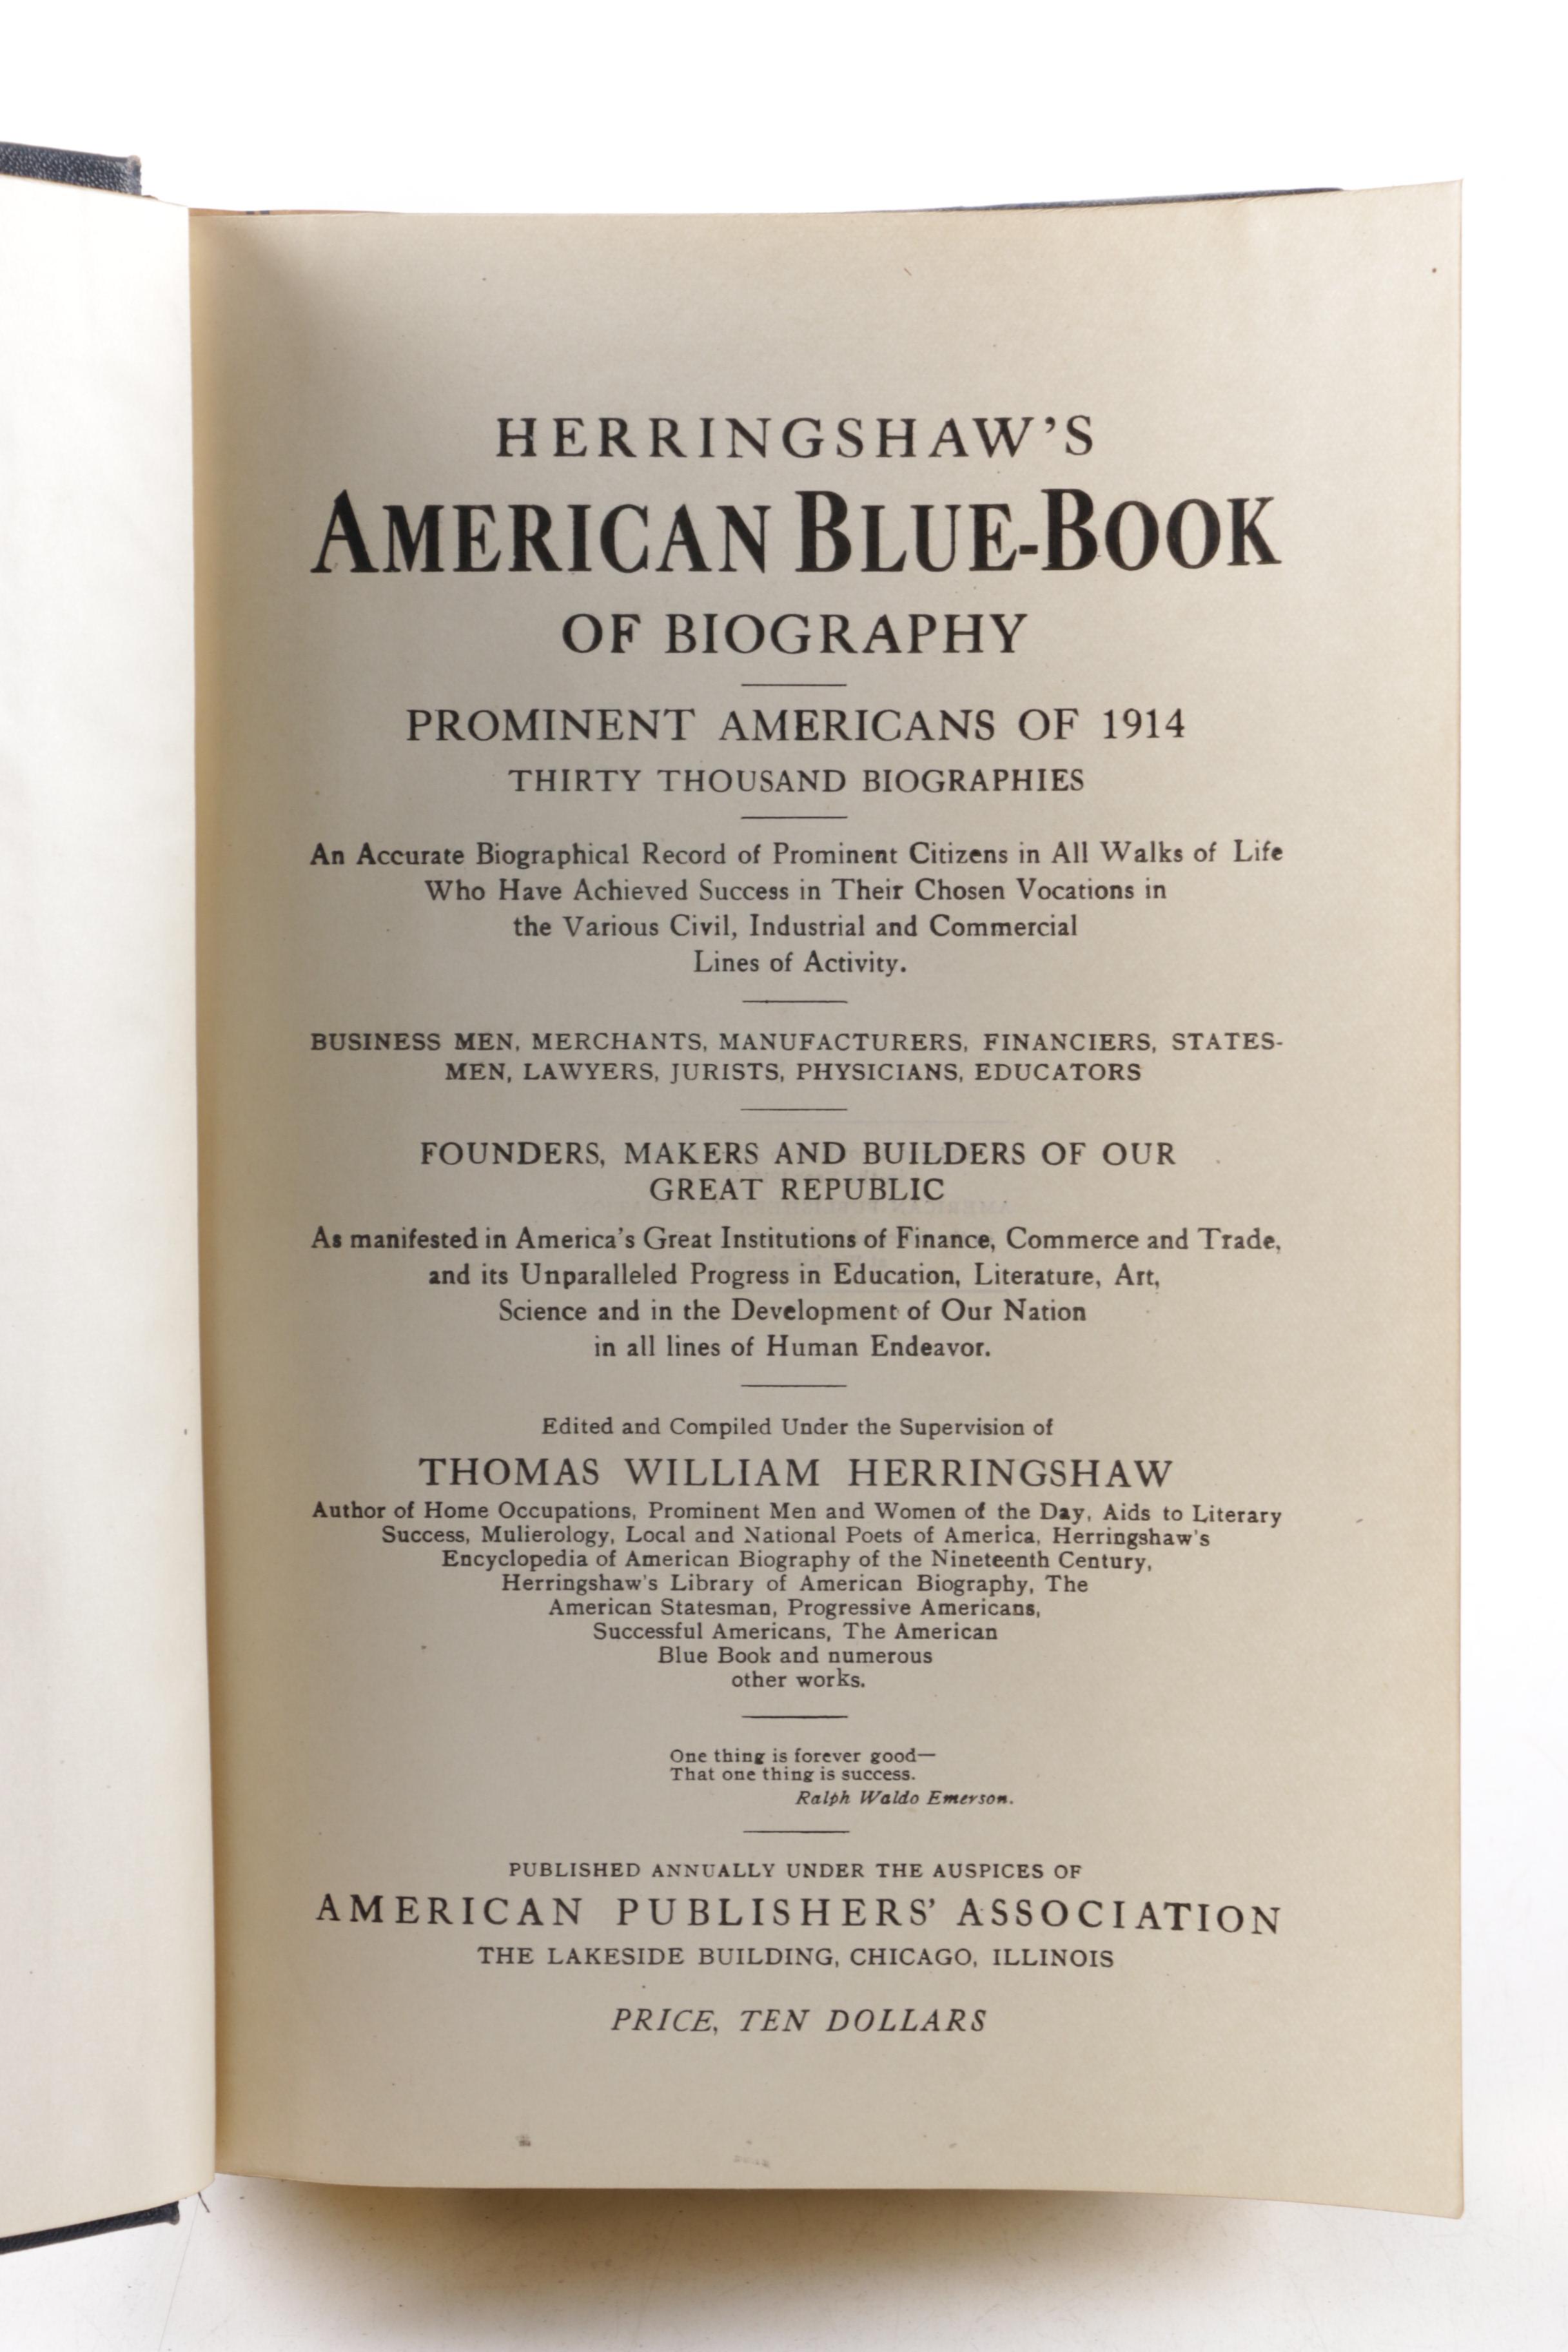 HERRINGSHAW'S
AMERICAN BLUE-BOOK
OF BIOGRAPHY
PROMINENT AMERICANS OF 1914
THIRTY THOUSAND BIOGRAPHIES
An Accurate Biographical Record of Prominent Citizens in All Walks of Life
Who Have Achieved Success in Their Chosen Vocations in
the Various Civil, Industrial and Commercial
Lines of Activity.
BUSINESS MEN, MERCHANTS, MANUFACTURERS, FINANCIERS, STATES-
MEN, LAWYERS, JURISTS, PHYSICIANS, EDUCATORS
FOUNDERS, MAKERS AND BUILDERS OF OUR
GREAT REPUBLIC
As manifested in America's Great Institutions of Finance, Commerce and Trade,
and its Unparalleled Progress in Education, Literature, Art,
Science and in the Development of Our Nation
in all lines of Human Endeavor.
Edited and Compiled Under the Supervision of
THOMAS WILLIAM HERRINGSHAW
Author of Home Occupations, Prominent Men and Women of the Day, Aids to Literary
Success, Mulierology, Local and National Poets of America, Herringshaw's
Encyclopedia of American Biography of the Nineteenth Century,
Herringshaw's Library of American Biography, The
American Statesman, Progressive Americans,
Successful Americans, The American
Blue Book and numerous
other works.
One thing is forever good—
That one thing is success.
Ralph Waldo Emerson.
PUBLISHED ANNUALLY UNDER THE AUSPICES OF
AMERICAN PUBLISHERS' ASSOCIATION
THE LAKESIDE BUILDING, CHICAGO, ILLINOIS
PRICE, TEN DOLLARS